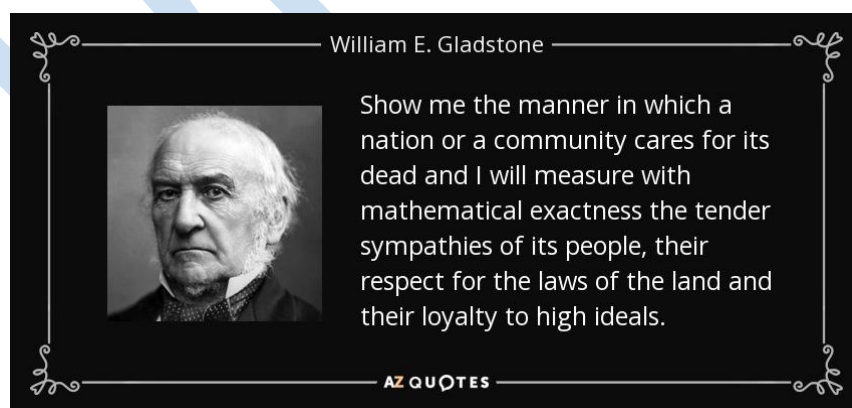 William E. Gladstone
Show me the manner in which a
nation or a community cares for its
dead and I will measure with
mathematical exactness the tender
sympathies of its people, their
respect for the laws of the land and
their loyalty to high ideals.
AZ QUOTES